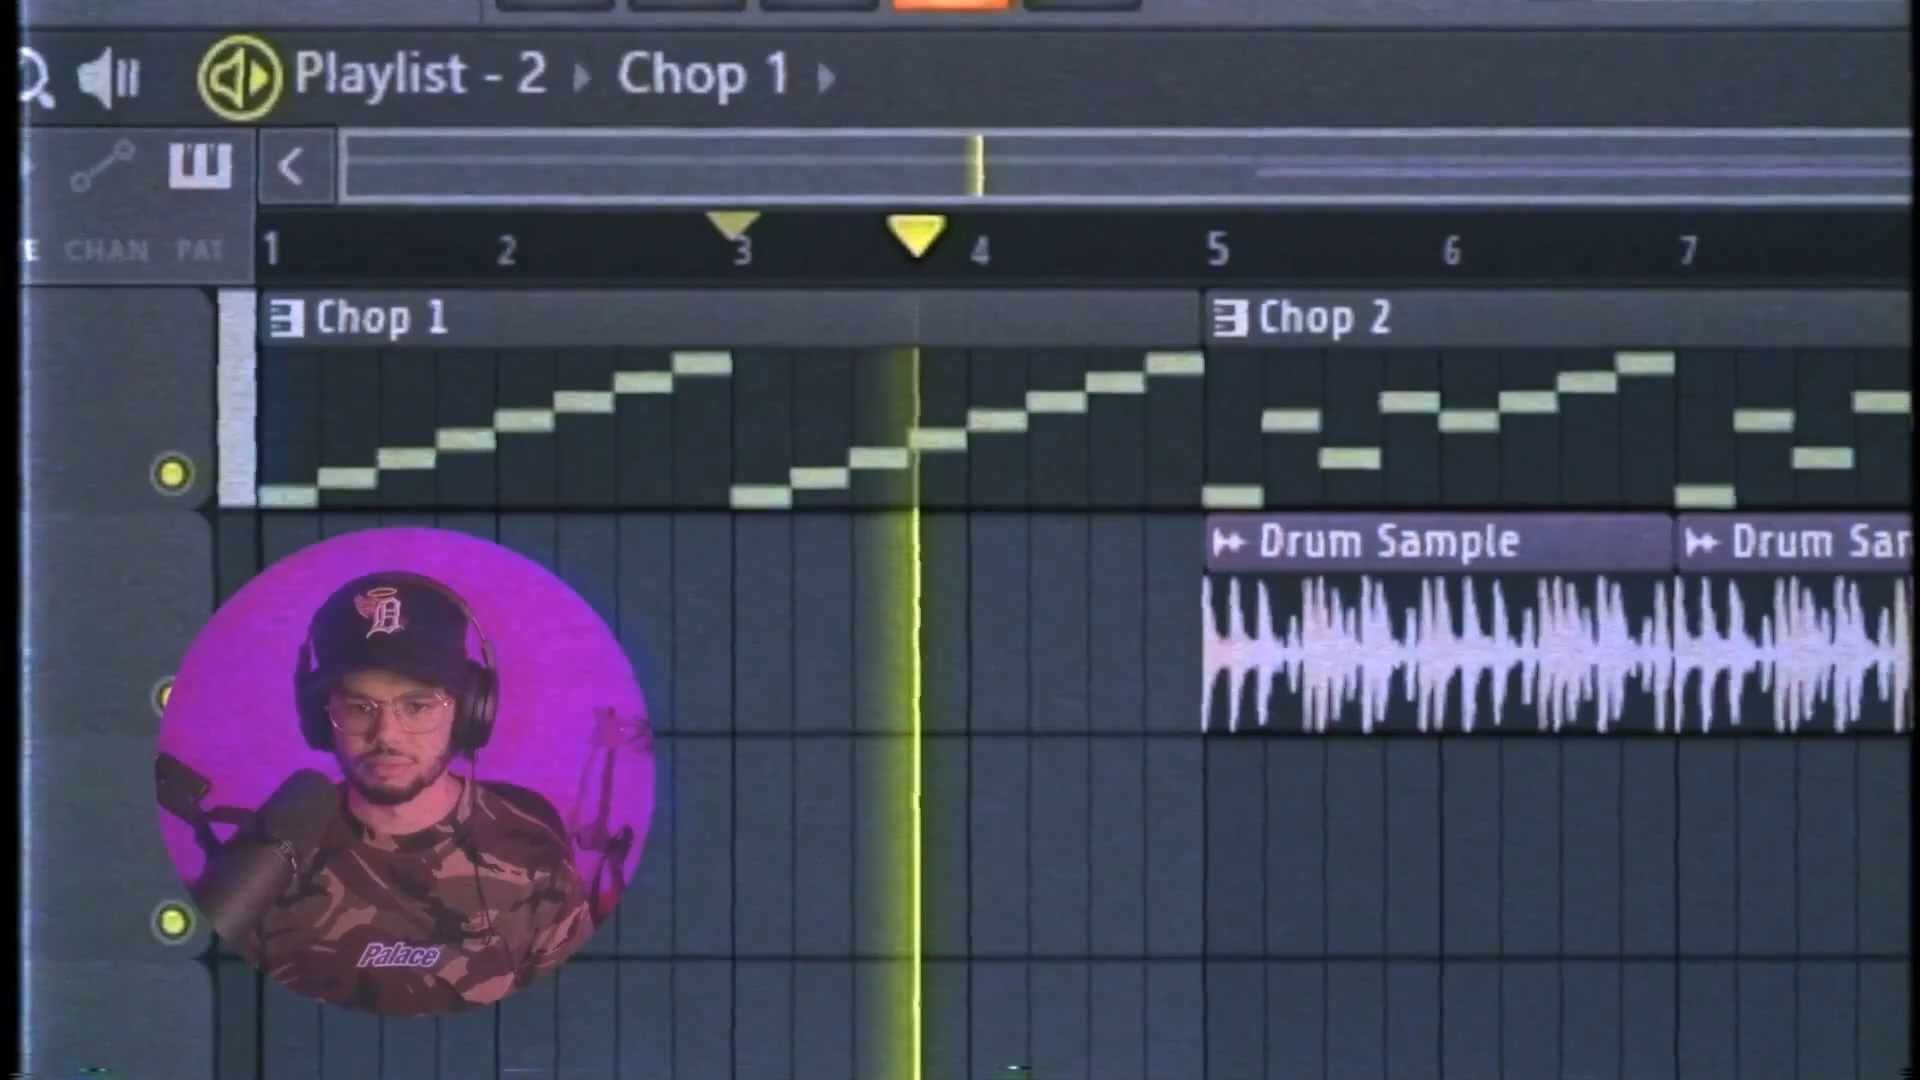 Playlist - 2 Chop 1
E CHAN PAT
1 2 3 4 5 6 7
Chop 1 Chop 2
Drum Sample Drum Sar
D
Palace